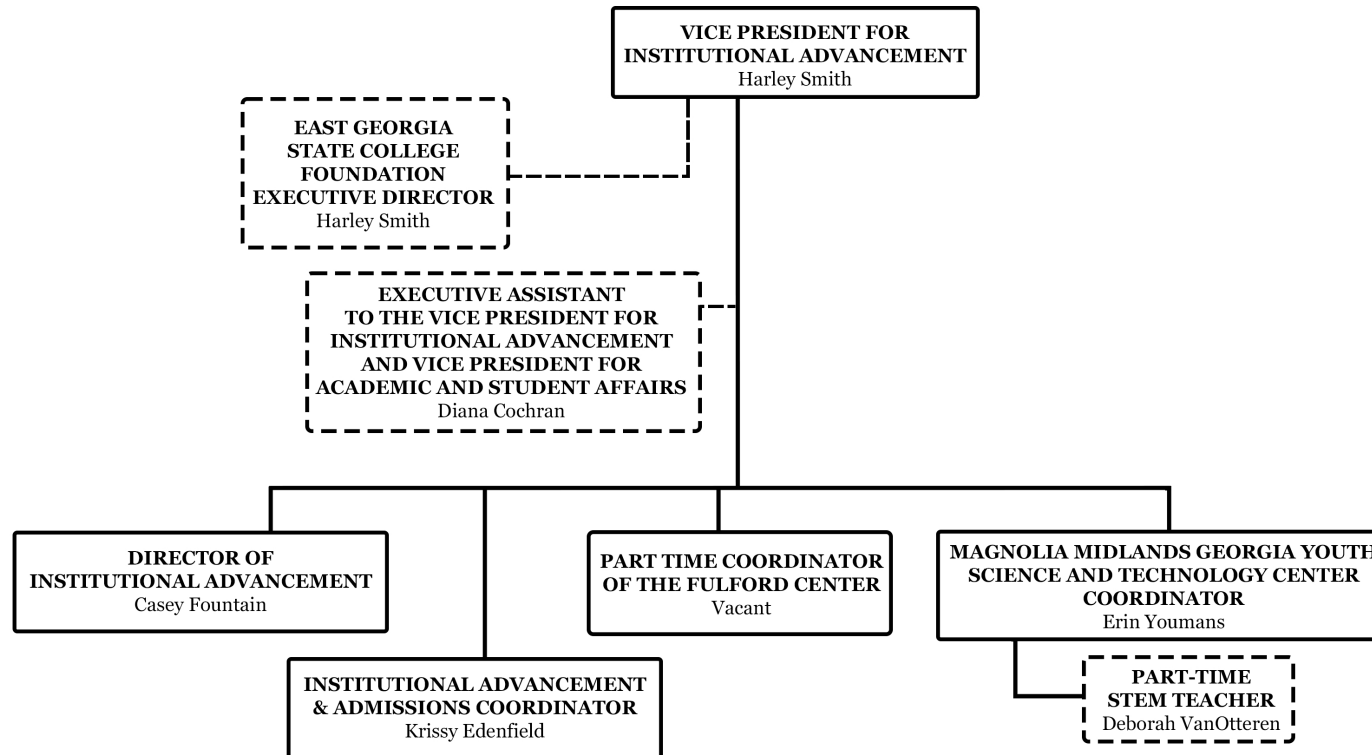 VICE PRESIDENT FOR
INSTITUTIONAL ADVANCEMENT
Harley Smith
EAST GEORGIA
STATE COLLEGE
FOUNDATION
EXECUTIVE DIRECTOR
Harley Smith
EXECUTIVE ASSISTANT
TO THE VICE PRESIDENT FOR
INSTITUTIONAL ADVANCEMENT
AND VICE PRESIDENT FOR
ACADEMIC AND STUDENT AFFAIRS
Diana Cochran
DIRECTOR OF
INSTITUTIONAL ADVANCEMENT
Casey Fountain
INSTITUTIONAL ADVANCEMENT
& ADMISSIONS COORDINATOR
Krissy Edenfield
PART TIME COORDINATOR
OF THE FULFORD CENTER
Vacant
MAGNOLIA MIDLANDS GEORGIA YOUTH
SCIENCE AND TECHNOLOGY CENTER
COORDINATOR
Erin Youmans
PART-TIME
STEM TEACHER
Deborah VanOtteren